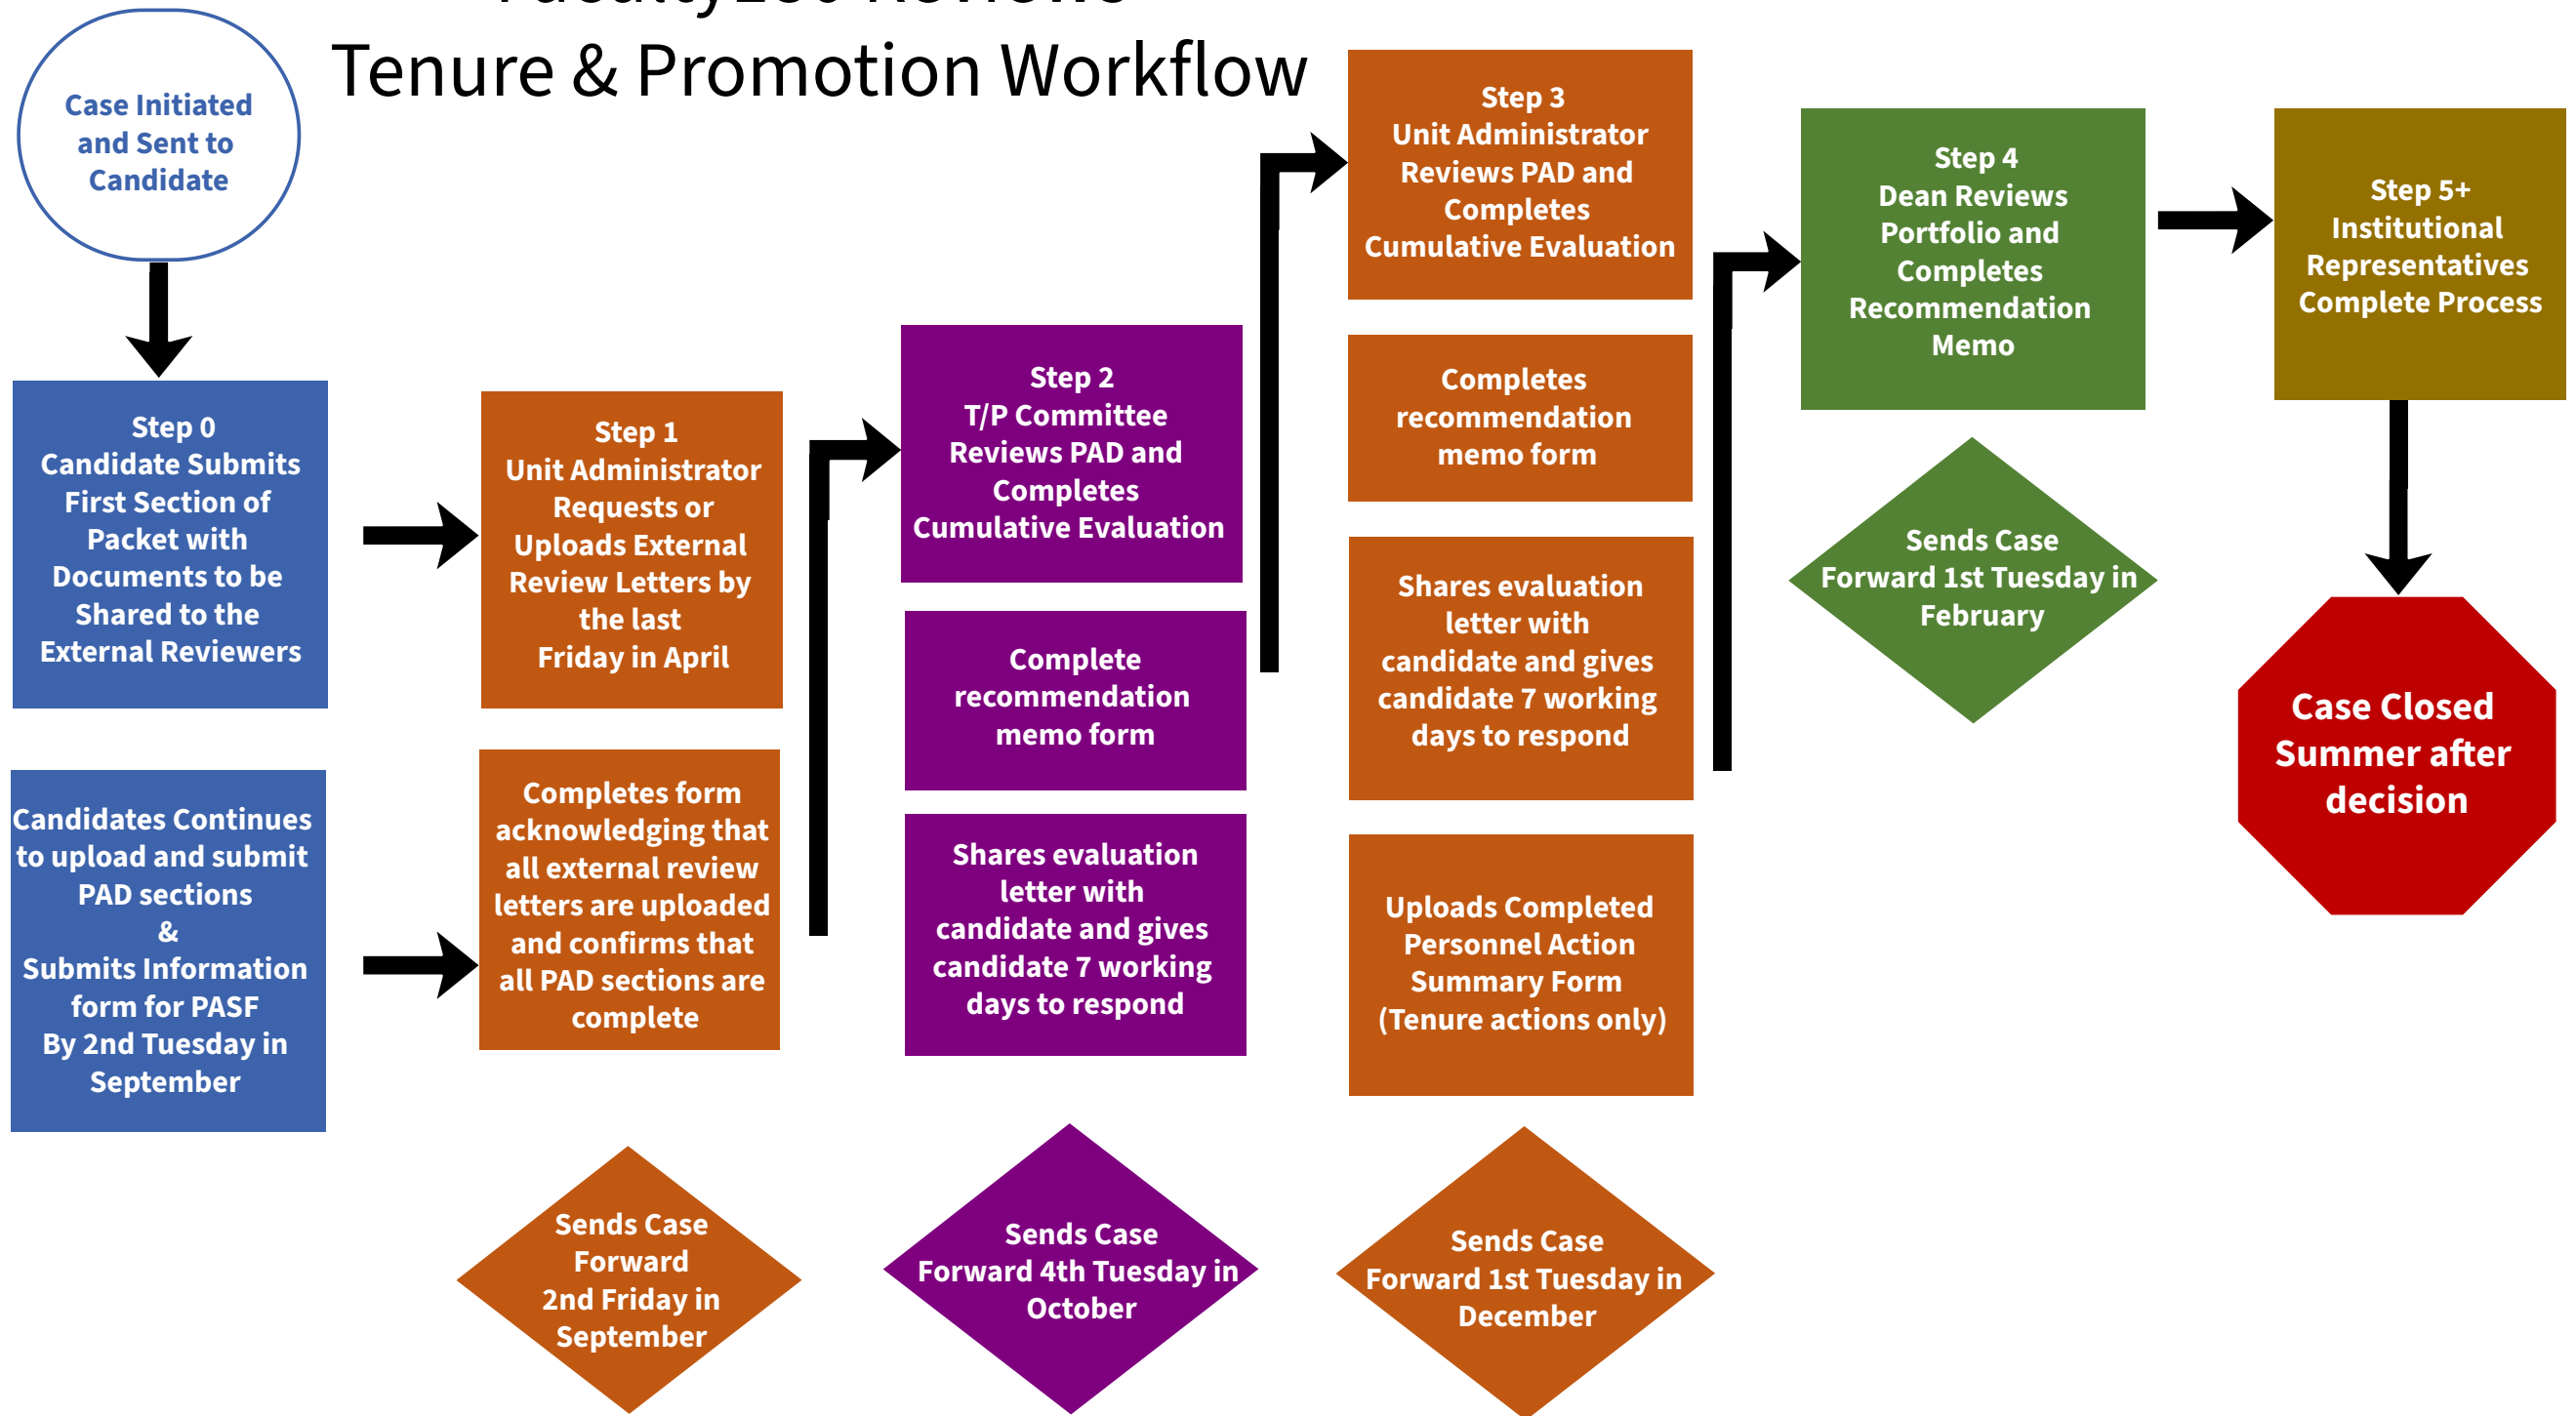 Faculty180 Reviews
Tenure & Promotion Workflow
Case Initiated
and Sent to
Candidate
Step 0
Candidate Submits
First Section of
Packet with
Documents to be
Shared to the
External Reviewers
Candidates Continues
to upload and submit
PAD sections
&
Submits Information
form for PASF
By 2nd Tuesday in
September
Step 1
Unit Administrator
Requests or
Uploads External
Review Letters by
the last
Friday in April
Completes form
acknowledging that
all external review
letters are uploaded
and confirms that
all PAD sections are
complete
Sends Case
Forward
2nd Friday in
September
Step 2
T/P Committee
Reviews PAD and
Completes
Cumulative Evaluation
Complete
recommendation
memo form
Shares evaluation
letter with
candidate and gives
candidate 7 working
days to respond
Sends Case
Forward 4th Tuesday in
October
Step 3
Unit Administrator
Reviews PAD and
Completes
Cumulative Evaluation
Completes
recommendation
memo form
Shares evaluation
letter with
candidate and gives
candidate 7 working
days to respond
Uploads Completed
Personnel Action
Summary Form
(Tenure actions only)
Sends Case
Forward 1st Tuesday in
December
Step 4
Dean Reviews
Portfolio and
Completes
Recommendation
Memo
Sends Case
Forward 1st Tuesday in
February
Step 5+
Institutional
Representatives
Complete Process
Case Closed
Summer after
decision